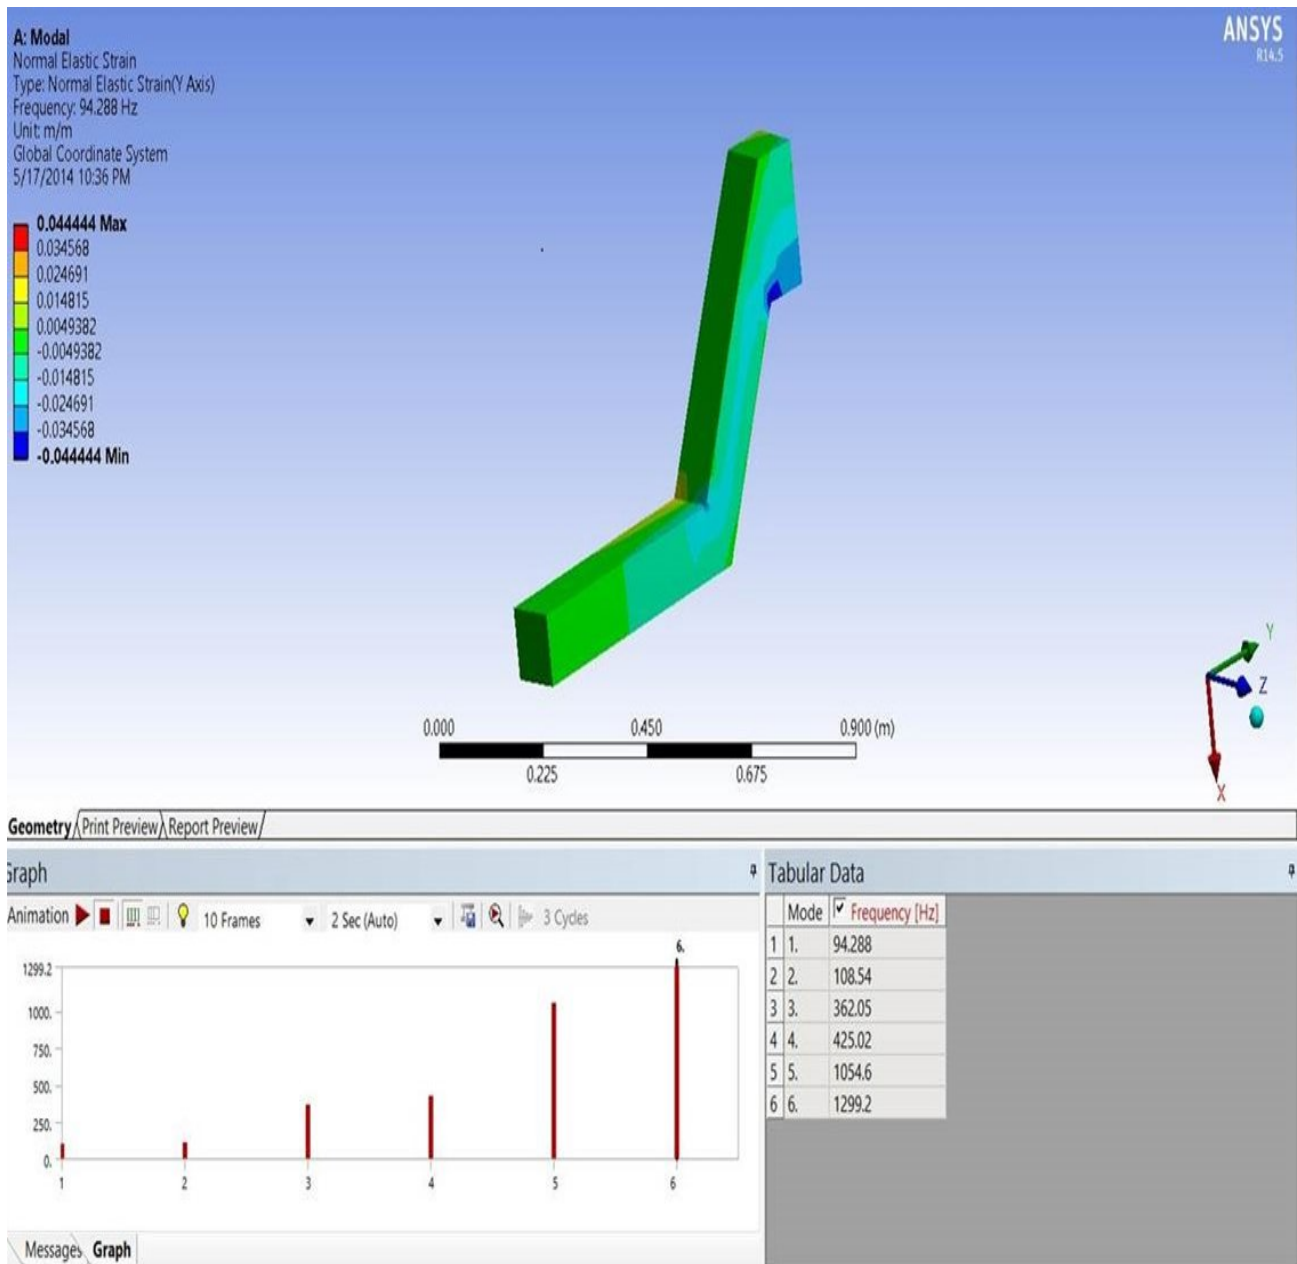 A: Modal
Normal Elastic Strain
Type: Normal Elastic Strain(Y Axis)
Frequency: 94.288 Hz
Unit: m/m
Global Coordinate System
5/17/2014 10:36 PM
ANSYS
R14.5
0.044444 Max
0.034568
0.024691
0.014815
0.0049382
-0.0049382
-0.014815
-0.024691
-0.034568
-0.044444 Min
Y
Z
X
0.000 0.450 0.900 (m)
0.225 0.675
Geometry Print Preview Report Preview
Graph
Animation 10 Frames 2 Sec (Auto) 3 Cycles
6.
1299.2
1000.
750.
500.
250.
0.
1 2 3 4 5 6
Messages Graph
Tabular Data
Mode Frequency [Hz]
1 1. 94.288
2 2. 108.54
3 3. 362.05
4 4. 425.02
5 5. 1054.6
6 6. 1299.2